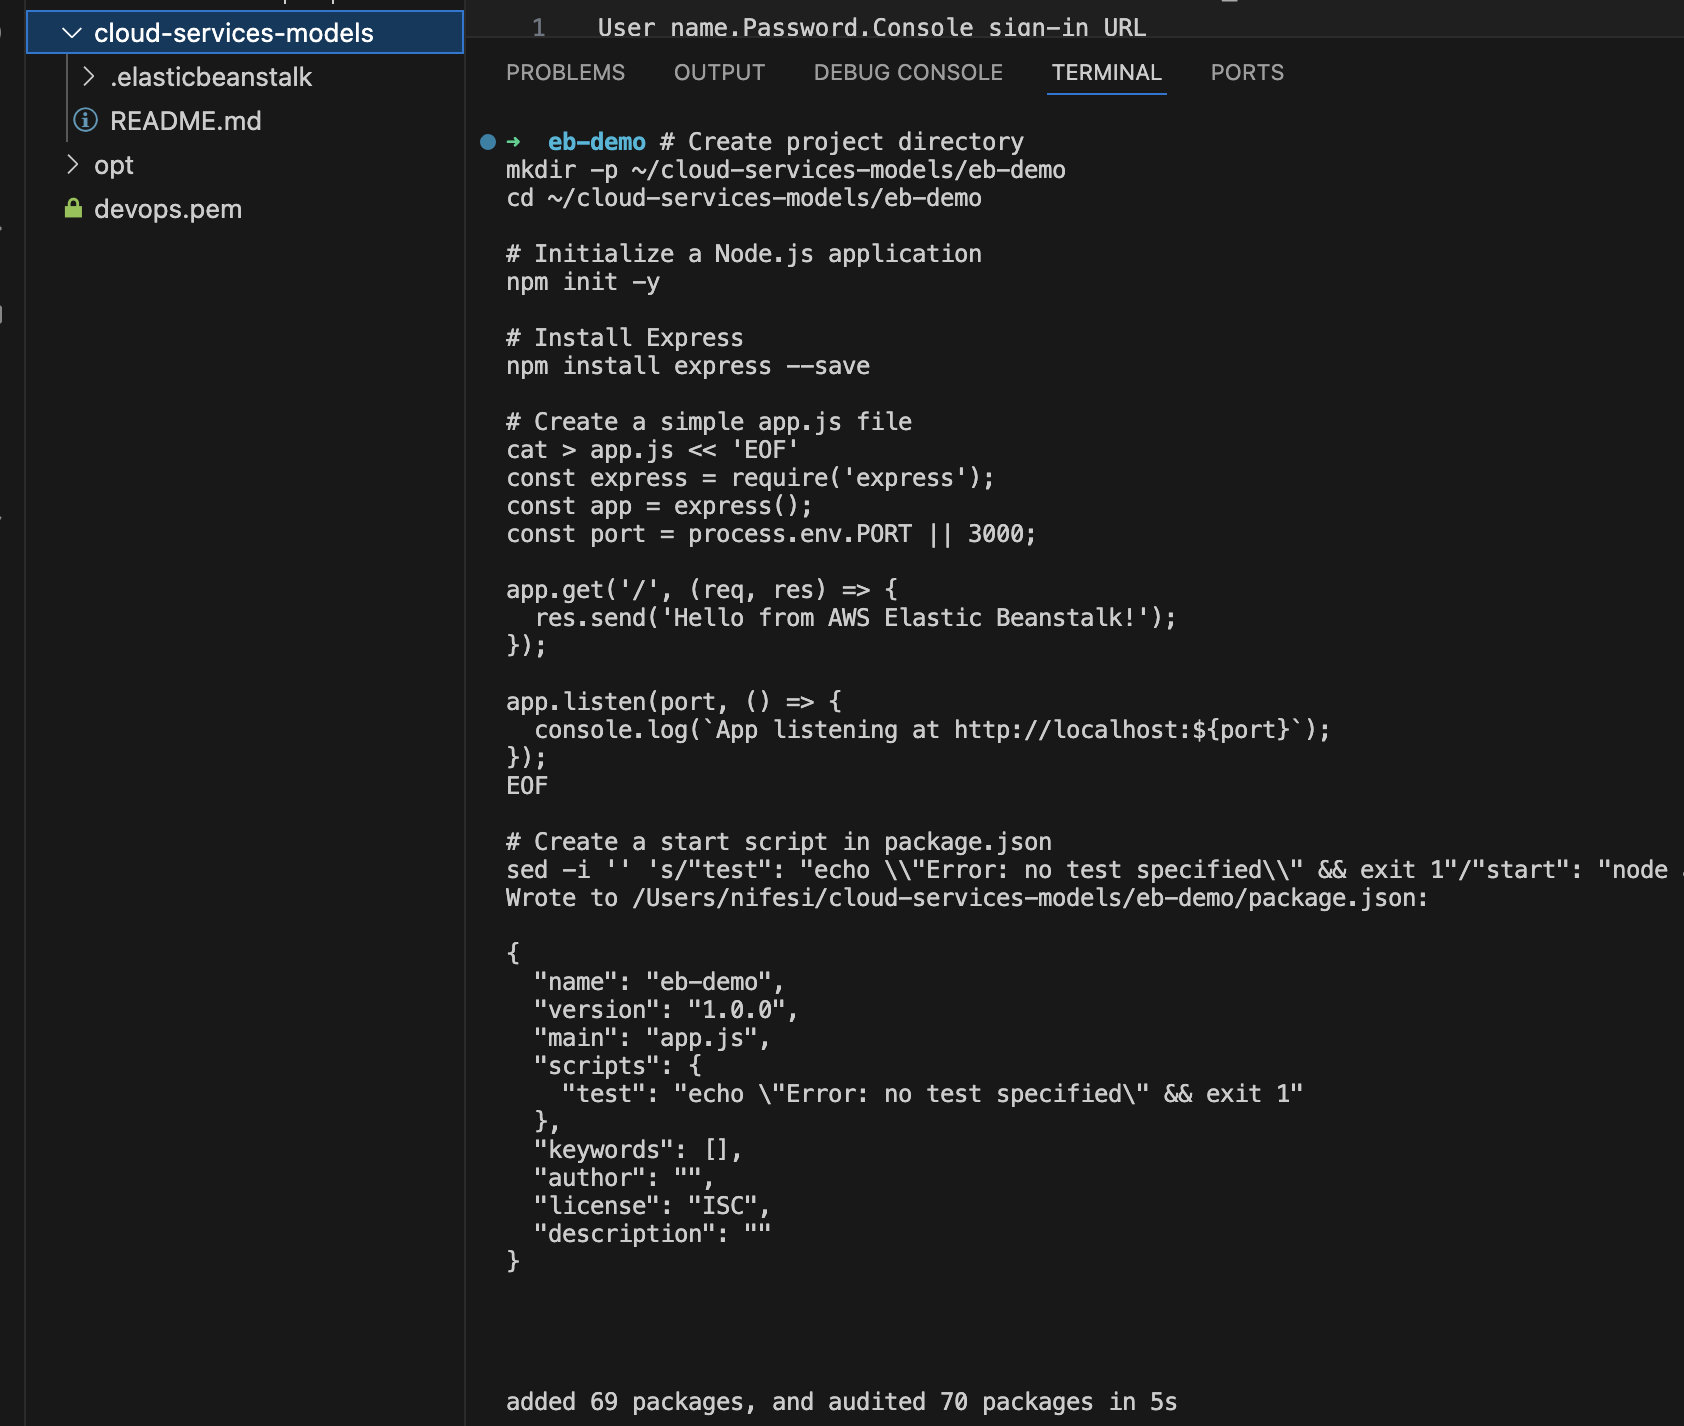 cloud-services-models
.elasticbeanstalk
README.md
opt
devops.pem
1 User name,Password,Console sign-in URL
PROBLEMS OUTPUT DEBUG CONSOLE TERMINAL PORTS
➜ eb-demo # Create project directory
mkdir -p ~/cloud-services-models/eb-demo
cd ~/cloud-services-models/eb-demo
# Initialize a Node.js application
npm init -y
# Install Express
npm install express --save
# Create a simple app.js file
cat > app.js << 'EOF'
const express = require('express');
const app = express();
const port = process.env.PORT || 3000;
app.get('/', (req, res) => {
  res.send('Hello from AWS Elastic Beanstalk!');
});
app.listen(port, () => {
  console.log(`App listening at http://localhost:${port}`);
});
EOF
# Create a start script in package.json
sed -i '' 's/"test": "echo \\"Error: no test specified\\" && exit 1"/"start": "node
Wrote to /Users/nifesi/cloud-services-models/eb-demo/package.json:
{
  "name": "eb-demo",
  "version": "1.0.0",
  "main": "app.js",
  "scripts": {
    "test": "echo \"Error: no test specified\" && exit 1"
  },
  "keywords": [],
  "author": "",
  "license": "ISC",
  "description": ""
}
added 69 packages, and audited 70 packages in 5s